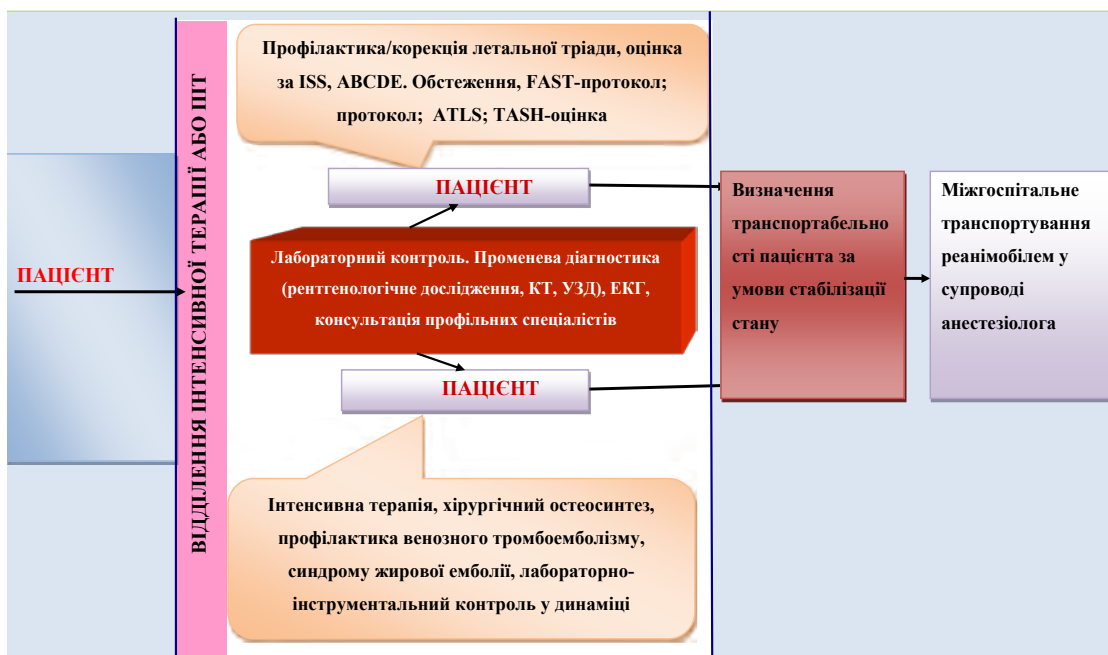 ПАЦІЄНТ
ВІДДІЛЕННЯ ІНТЕНСИВНОЇ ТЕРАПІЇ АБО ПІТ
Профілактика/корекція летальної тріади, оцінка
за ISS, ABCDE. Обстеження, FAST-протокол;
протокол; ATLS; TASH-оцінка
ПАЦІЄНТ
Лабораторний контроль. Променева діагностика
(рентгенологічне дослідження, КТ, УЗД), ЕКГ,
консультація профільних спеціалістів
ПАЦІЄНТ
Інтенсивна терапія, хірургічний остеосинтез,
профілактика венозного тромбоемболізму,
синдрому жирової емболії, лабораторно-
інструментальний контроль у динаміці
Визначення
транспортабельно
сті пацієнта за
умови стабілізації
стану
Міжгоспітальне
транспортування
реанімобілем у
супроводі
анестезіолога